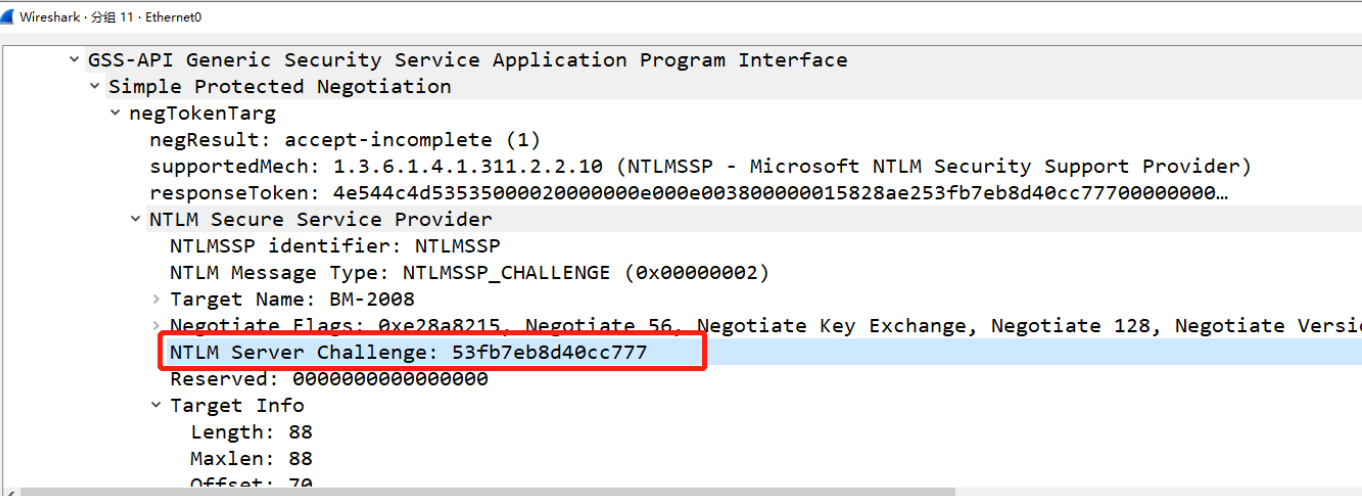 Wireshark · 分组 11 · Ethernet0
GSS-API Generic Security Service Application Program Interface
Simple Protected Negotiation
negTokenTarg
negResult: accept-incomplete (1)
supportedMech: 1.3.6.1.4.1.311.2.2.10 (NTLMSSP - Microsoft NTLM Security Support Provider)
responseToken: 4e544c4d53535000020000000e000e003800000015828ae253fb7eb8d40cc77700000000…
NTLM Secure Service Provider
NTLMSSP identifier: NTLMSSP
NTLM Message Type: NTLMSSP_CHALLENGE (0x00000002)
Target Name: BM-2008
Negotiate Flags: 0xe28a8215, Negotiate 56, Negotiate Key Exchange, Negotiate 128, Negotiate Versi
NTLM Server Challenge: 53fb7eb8d40cc777
Reserved: 0000000000000000
Target Info
Length: 88
Maxlen: 88
Offset: 70